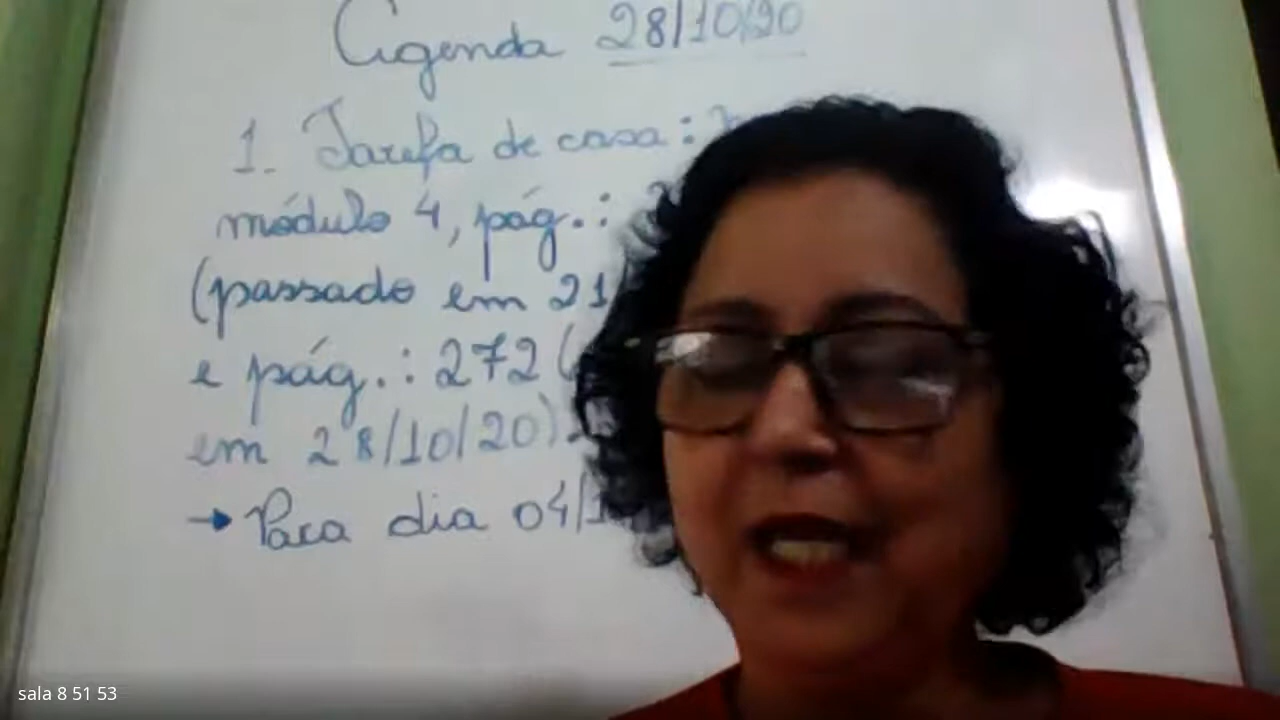 Agenda 28/10/20
1. Tarefa de casa:
módulo 4, pág.:
(passado em 21
e pág.: 272 (
em 28/10/20).
→ Para dia 04/1
sala 8 51 53